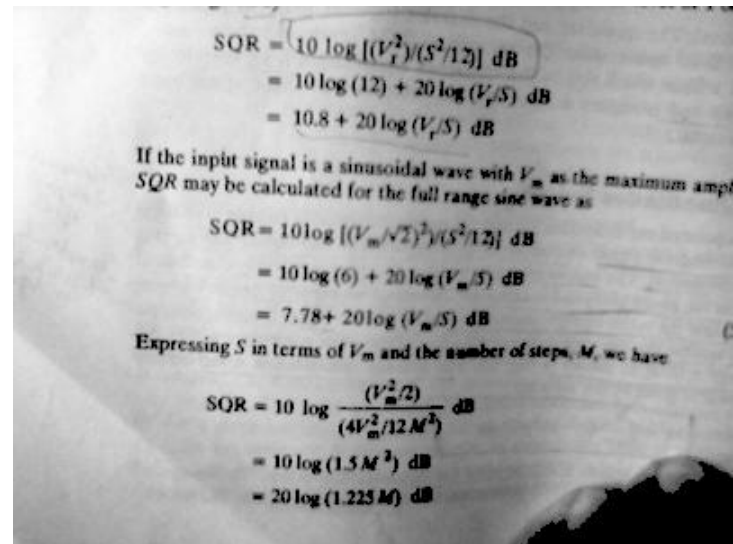 SQR = 10 log [(V_r^2)/(S^2/12)] dB
= 10 log (12) + 20 log (V_r/S) dB
= 10.8 + 20 log (V_r/S) dB
If the input signal is a sinusoidal wave with V_m as the maximum ampl
SQR may be calculated for the full range sine wave as
SQR = 10 log [(V_m/√2)^2)/(S^2/12)] dB
= 10 log (6) + 20 log (V_m/S) dB
= 7.78+ 20log (V_m/S) dB
Expressing S in terms of V_m and the number of steps, M, we have
SQR = 10 log (V_m^2/2)/(4V_m^2/12 M^2) dB
= 10 log (1.5 M^2) dB
= 20 log (1.225 M) dB